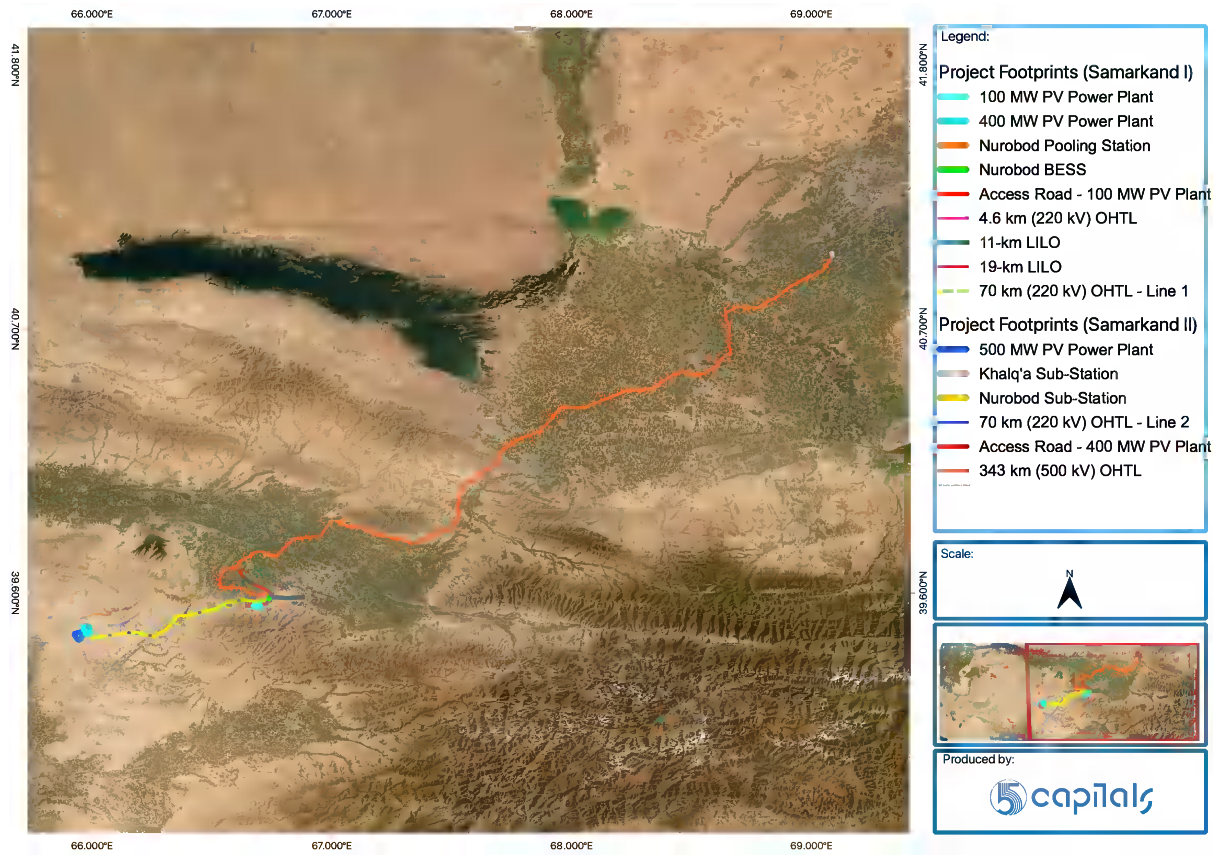 66.000°E 67.000°E 68.000°E 69.000°E
41.800°N
41.800°N
40.700°N
40.700°N
39.600°N
39.600°N
66.000°E 67.000°E 68.000°E 69.000°E
Legend:
Project Footprints (Samarkand I)
100 MW PV Power Plant
400 MW PV Power Plant
Nurobod Pooling Station
Nurobod BESS
Access Road - 100 MW PV Plant
4.6 km (220 kV) OHTL
11-km LILO
19-km LILO
70 km (220 kV) OHTL - Line 1
Project Footprints (Samarkand II)
500 MW PV Power Plant
Khalq'a Sub-Station
Nurobod Sub-Station
70 km (220 kV) OHTL - Line 2
Access Road - 400 MW PV Plant
343 km (500 kV) OHTL
Scale:
N
Produced by:
5 capitals